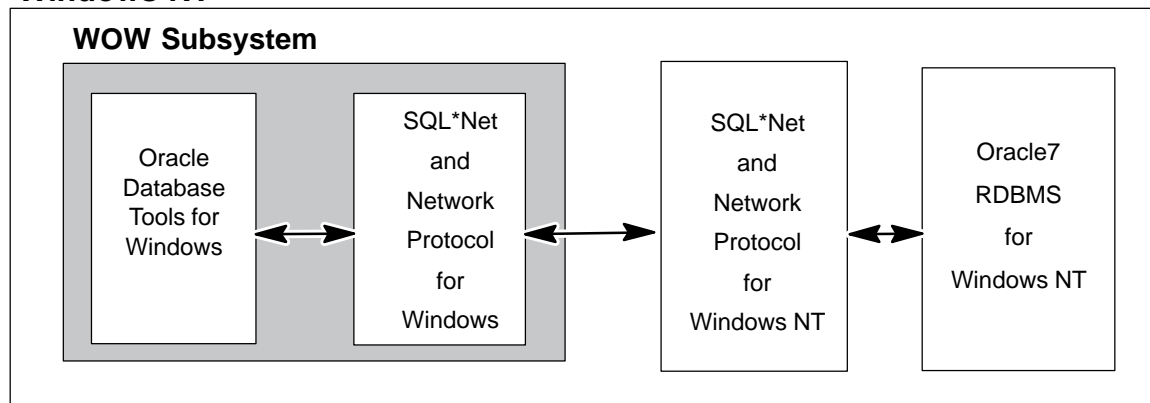 WOW Subsystem
Oracle
Database
Tools for
Windows
SQL*Net
and
Network
Protocol
for
Windows
SQL*Net
and
Network
Protocol
for
Windows NT
Oracle7
RDBMS
for
Windows NT